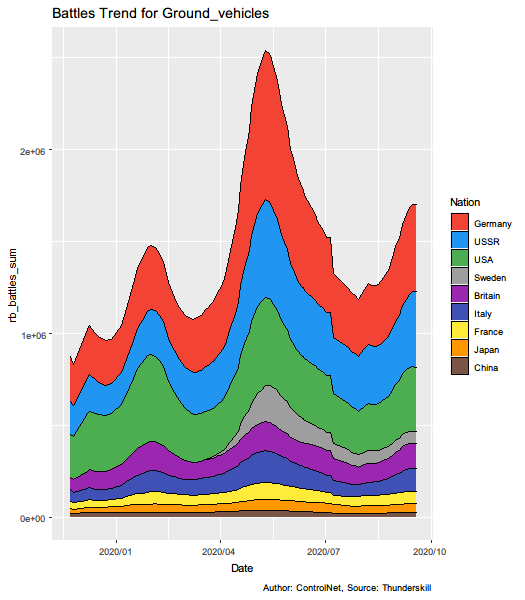 Battles Trend for Ground_vehicles
rb_battles_sum
2e+06
1e+06
0e+00
2020/01
2020/04
2020/07
2020/10
Date
Nation
Germany
USSR
USA
Sweden
Britain
Italy
France
Japan
China
Author: ControlNet, Source: Thunderskill